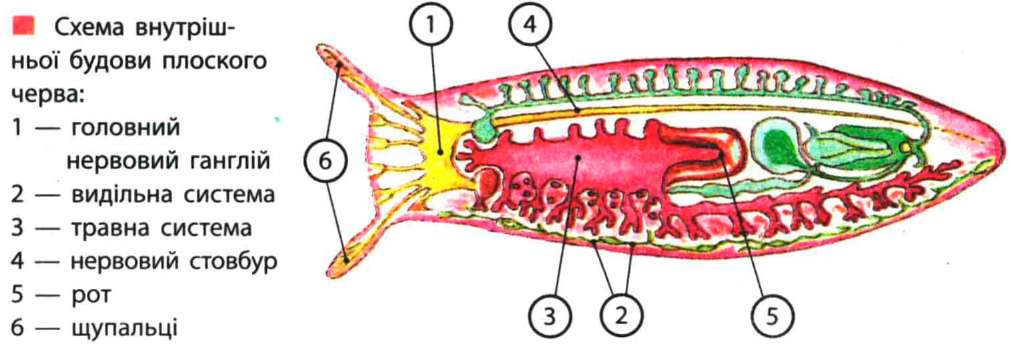 Схема внутріш-
ньої будови плоского
черва:
1 — головний
нервовий гангній
2 — видільна система
3 — травна система
4 — нервовий стовбур
5 — рот
6 — щупальці
1
4
6
3
2
5